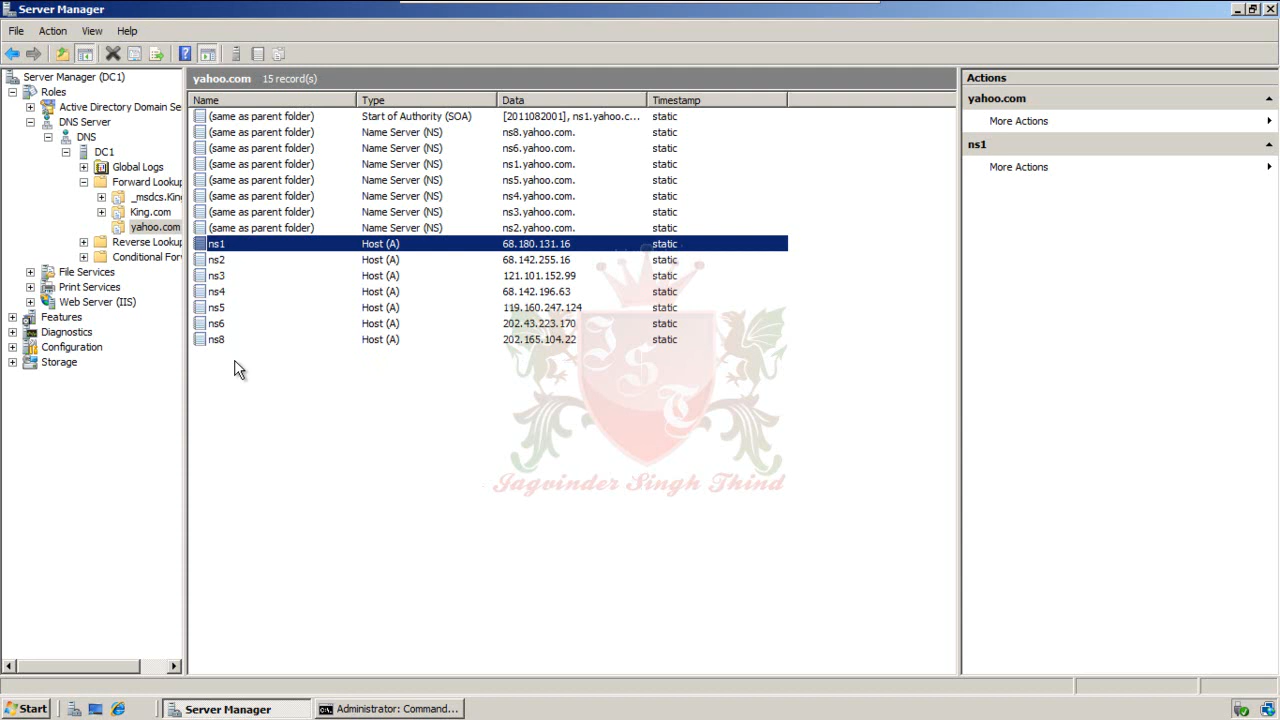 Server Manager
File Action View Help
Server Manager (DC1)
Roles
Active Directory Domain Se
DNS Server
DNS
DC1
Global Logs
Forward Lookup
_msdcs.King
King.com
yahoo.com
Reverse Lookup
Conditional For
File Services
Print Services
Web Server (IIS)
Features
Diagnostics
Configuration
Storage
yahoo.com 15 record(s)
Name Type Data Timestamp
(same as parent folder) Start of Authority (SOA) [2011082001], ns1.yahoo.c... static
(same as parent folder) Name Server (NS) ns8.yahoo.com. static
(same as parent folder) Name Server (NS) ns6.yahoo.com. static
(same as parent folder) Name Server (NS) ns1.yahoo.com. static
(same as parent folder) Name Server (NS) ns5.yahoo.com. static
(same as parent folder) Name Server (NS) ns4.yahoo.com. static
(same as parent folder) Name Server (NS) ns3.yahoo.com. static
(same as parent folder) Name Server (NS) ns2.yahoo.com. static
ns1 Host (A) 68.180.131.16 static
ns2 Host (A) 68.142.255.16 static
ns3 Host (A) 121.101.152.99 static
ns4 Host (A) 68.142.196.63 static
ns5 Host (A) 119.160.247.124 static
ns6 Host (A) 202.43.223.170 static
ns8 Host (A) 202.165.104.22 static
J
S
T
Jagvinder Singh Thind
Actions
yahoo.com
More Actions
ns1
More Actions
Start Server Manager Administrator: Command...